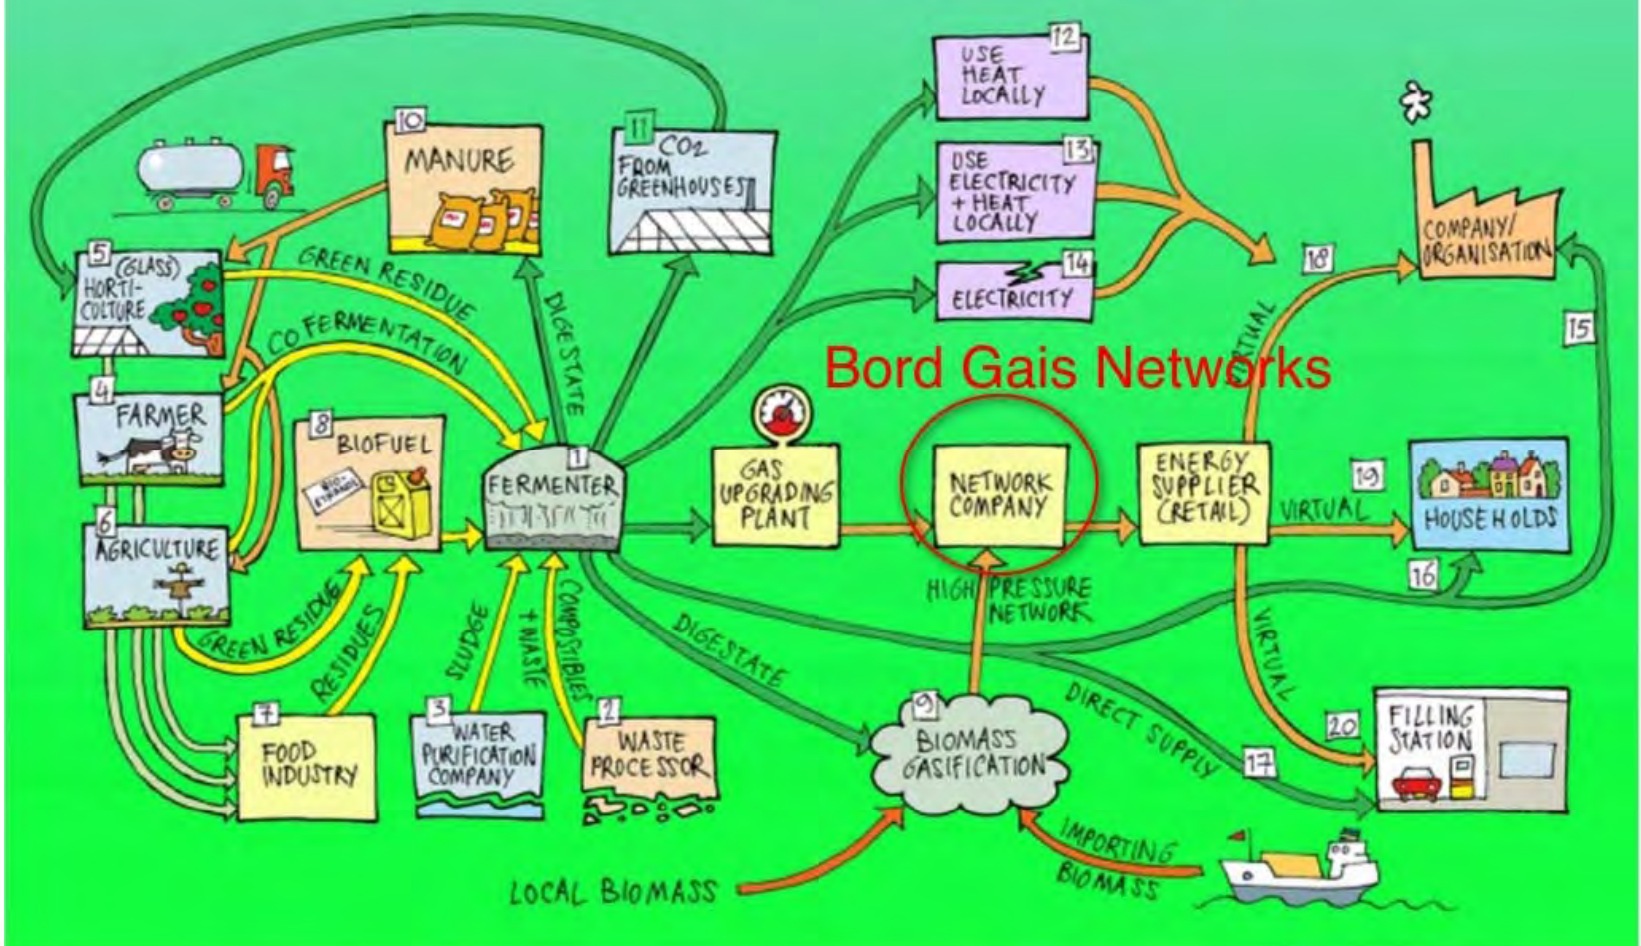 12
USE
HEAT
LOCALLY
10
MANURE
11
CO2
FROM
GREENHOUSES
13
USE
ELECTRICITY
+ HEAT
LOCALLY
5
(GLASS)
HORTI-
CULTURE
GREEN RESIDUE
14
ELECTRICITY
18
COMPANY/
ORGANISATION
15
DIGESTATE
CO FERMENTATION
VIRTUAL
Bord Gais Networks
4
FARMER
8
BIOFUEL
BIO-
ETHANOL
1
FERMENTER
GAS
UPGRADING
PLANT
NETWORK
COMPANY
ENERGY
SUPPLIER
(RETAIL)
VIRTUAL
19
HOUSEHOLDS
16
6
AGRICULTURE
GREEN RESIDUE
RESIDUES
SLUDGE
COMPOSTIBLES
+ WASTE
HIGH PRESSURE
NETWORK
DIGESTATE
VIRTUAL
DIRECT SUPPLY
7
FOOD
INDUSTRY
3
WATER
PURIFICATION
COMPANY
2
WASTE
PROCESSOR
9
BIOMASS
GASIFICATION
17
20
FILLING
STATION
LOCAL BIOMASS
IMPORTING
BIOMASS